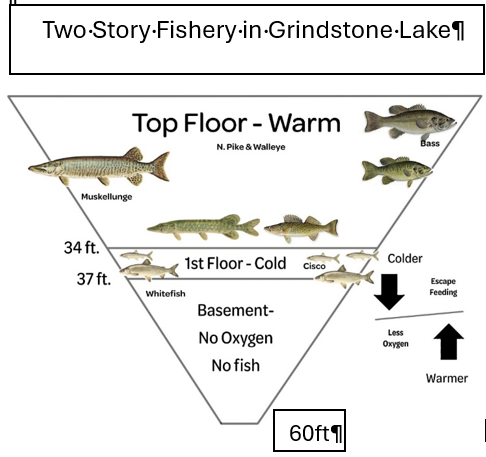 Two·Story·Fishery·in·Grindstone·Lake¶
Top Floor - Warm
N. Pike & Walleye
Bass
Muskellunge
34 ft.
1st Floor - Cold
Cisco
Colder
37 ft.
Whitefish
Escape
Feeding
Basement-
No Oxygen
No fish
Less
Oxygen
Warmer
60ft¶